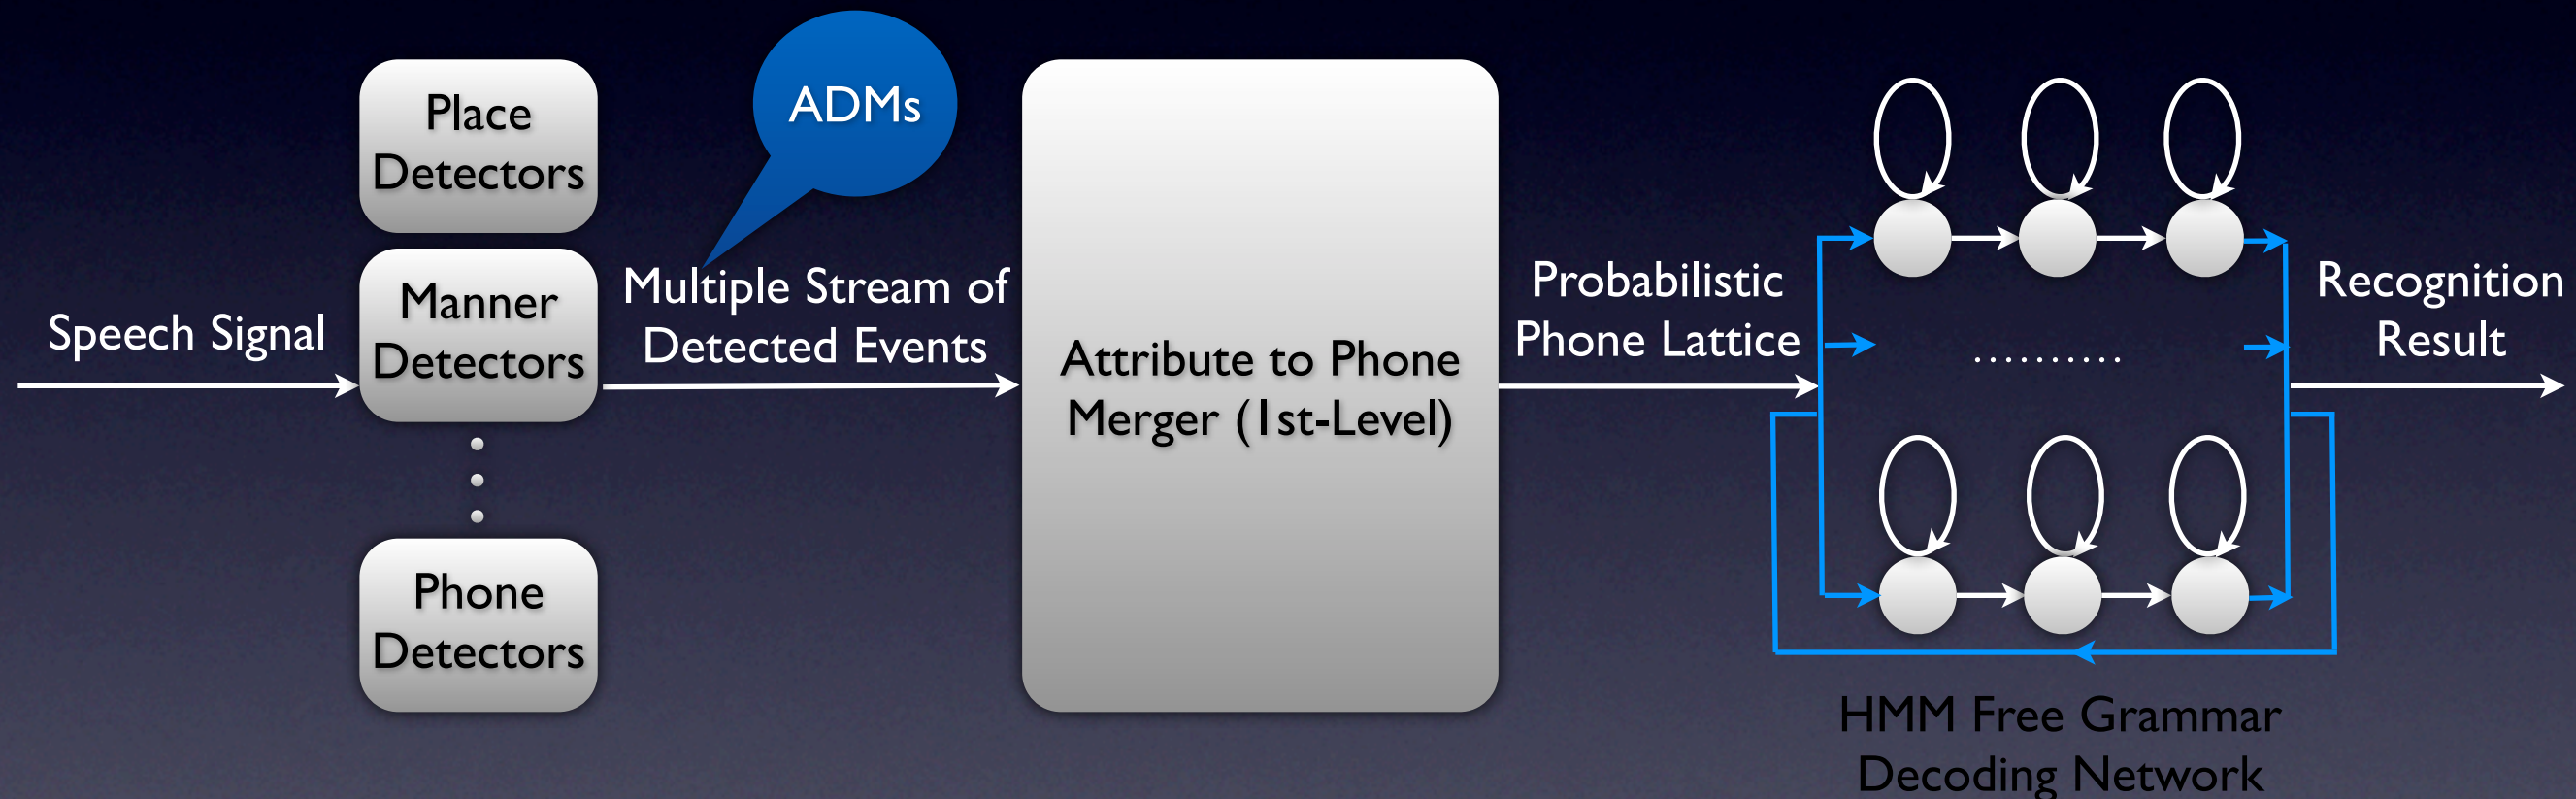 Speech Signal
Place
Detectors
Manner
Detectors
Phone
Detectors
ADMs
Multiple Stream of
Detected Events
Attribute to Phone
Merger (1st-Level)
Probabilistic
Phone Lattice
..........
HMM Free Grammar
Decoding Network
Recognition
Result